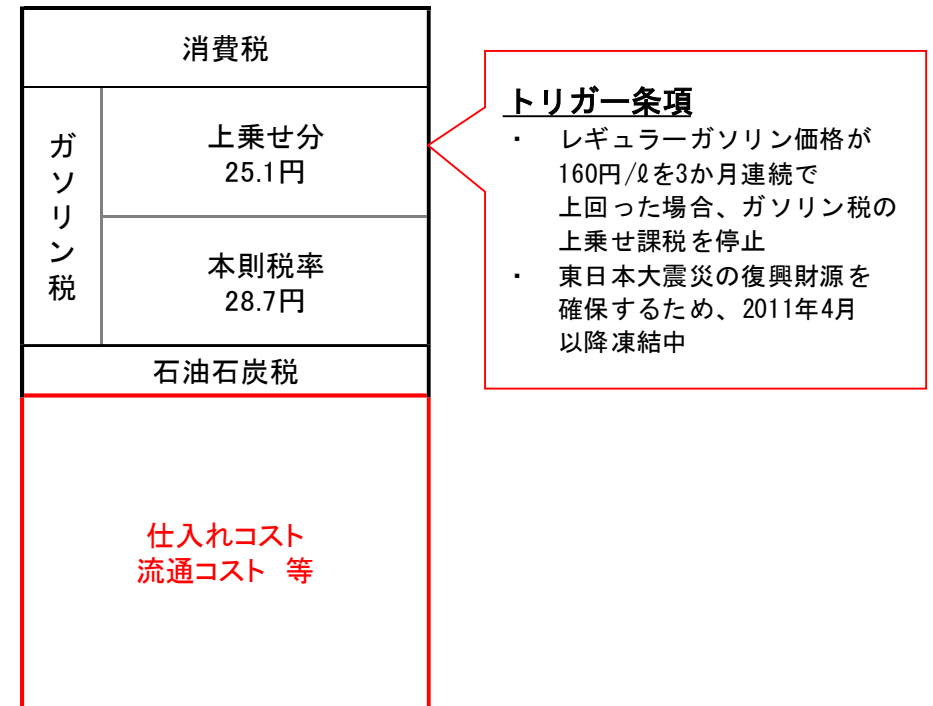 消費税
ガソリン税
上乗せ分
25.1円
本則税率
28.7円
石油石炭税
仕入れコスト
流通コスト 等
トリガー条項
・ レギュラーガソリン価格が
160円/ℓを3か月連続で
上回った場合、ガソリン税の
上乗せ課税を停止
・ 東日本大震災の復興財源を
確保するため、2011年4月
以降凍結中